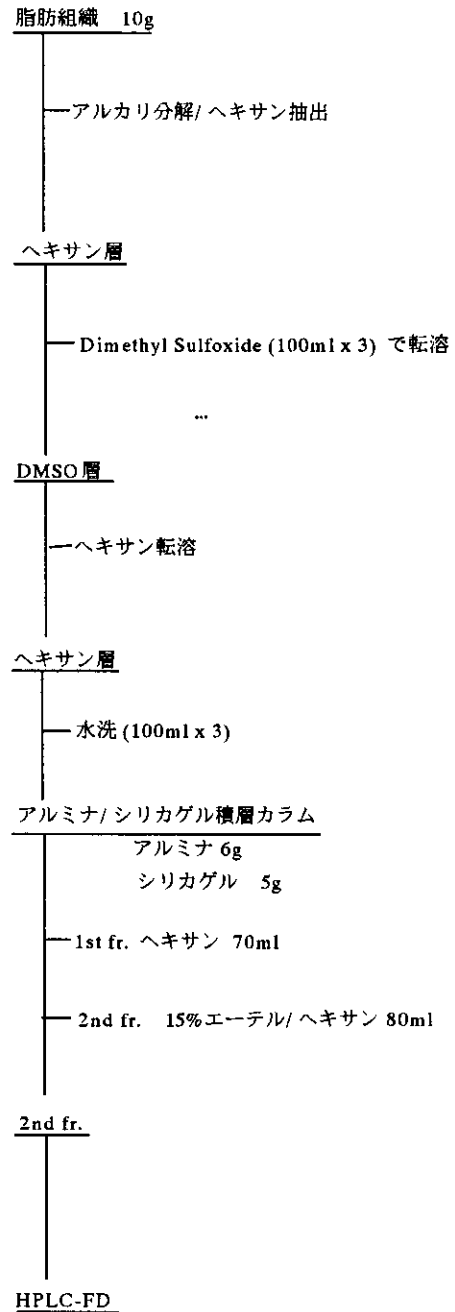 脂肪組織 10g
アルカリ分解/ ヘキサン抽出
ヘキサン層
Dimethyl Sulfoxide (100ml x 3) で転溶
...
DMSO層
ヘキサン転溶
ヘキサン層
水洗 (100ml x 3)
アルミナ/ シリカゲル積層カラム
アルミナ 6g
シリカゲル 5g
1st fr. ヘキサン 70ml
2nd fr. 15%エーテル/ ヘキサン 80ml
2nd fr.
HPLC-FD